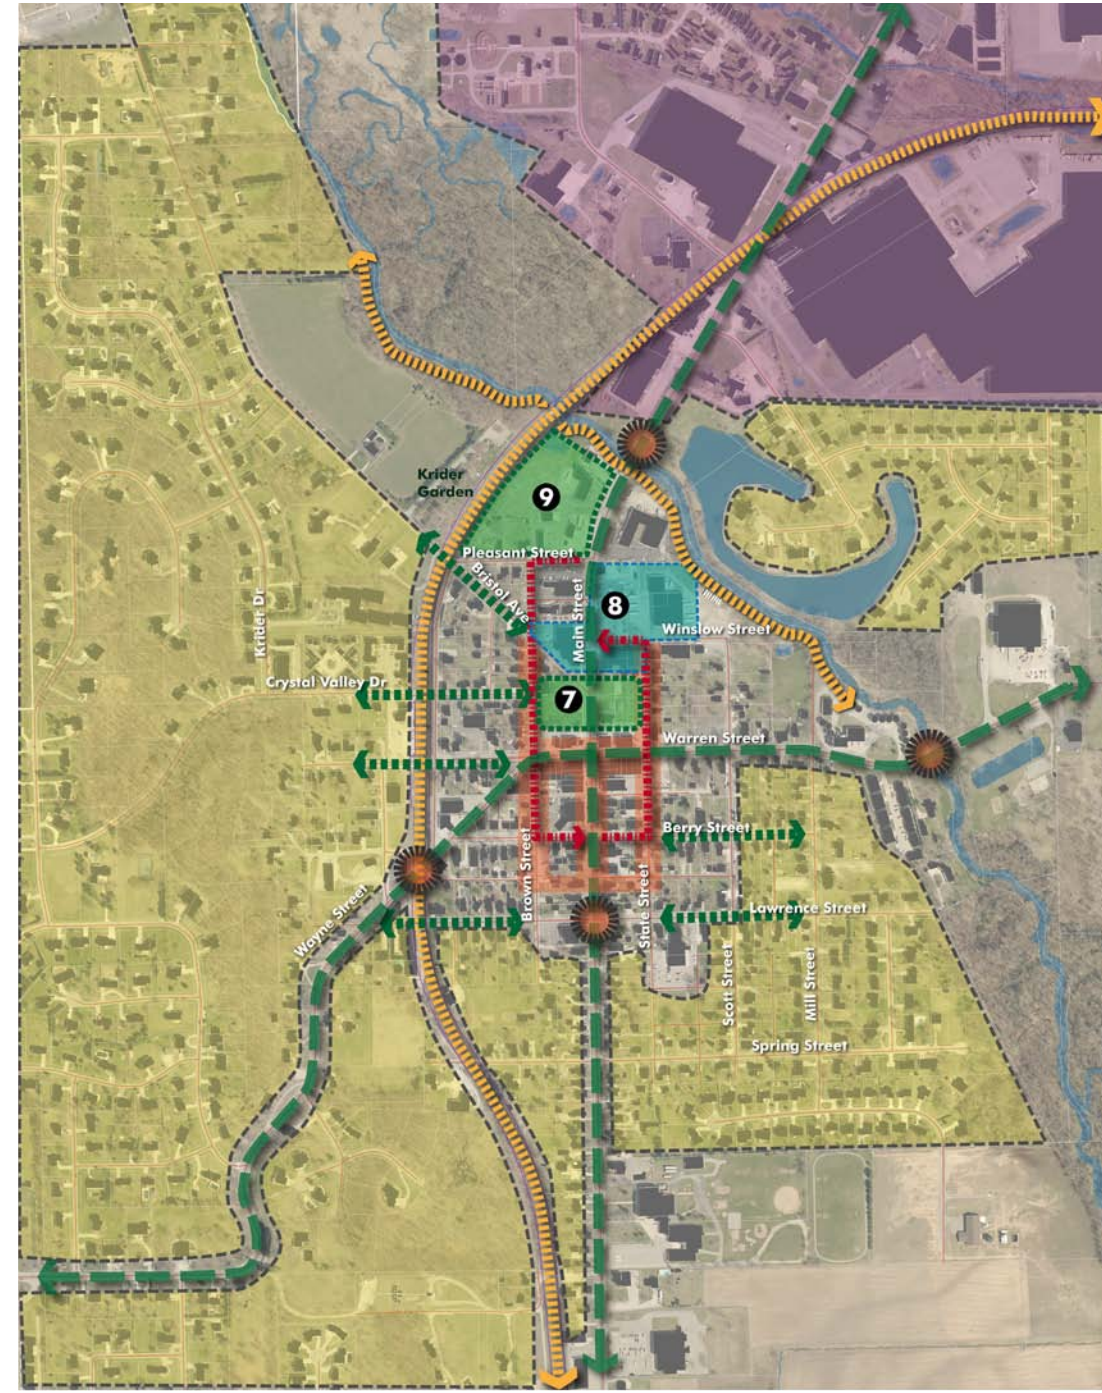 Krider
Garden
9
Pleasant Street
Bristol Ave
Main Street
8
Winslow Street
Krider Dr
Crystal Valley Dr
7
Warren Street
Berry Street
Brown Street
State Street
Wayne Street
Lawrence Street
Scott Street
Mill Street
Spring Street